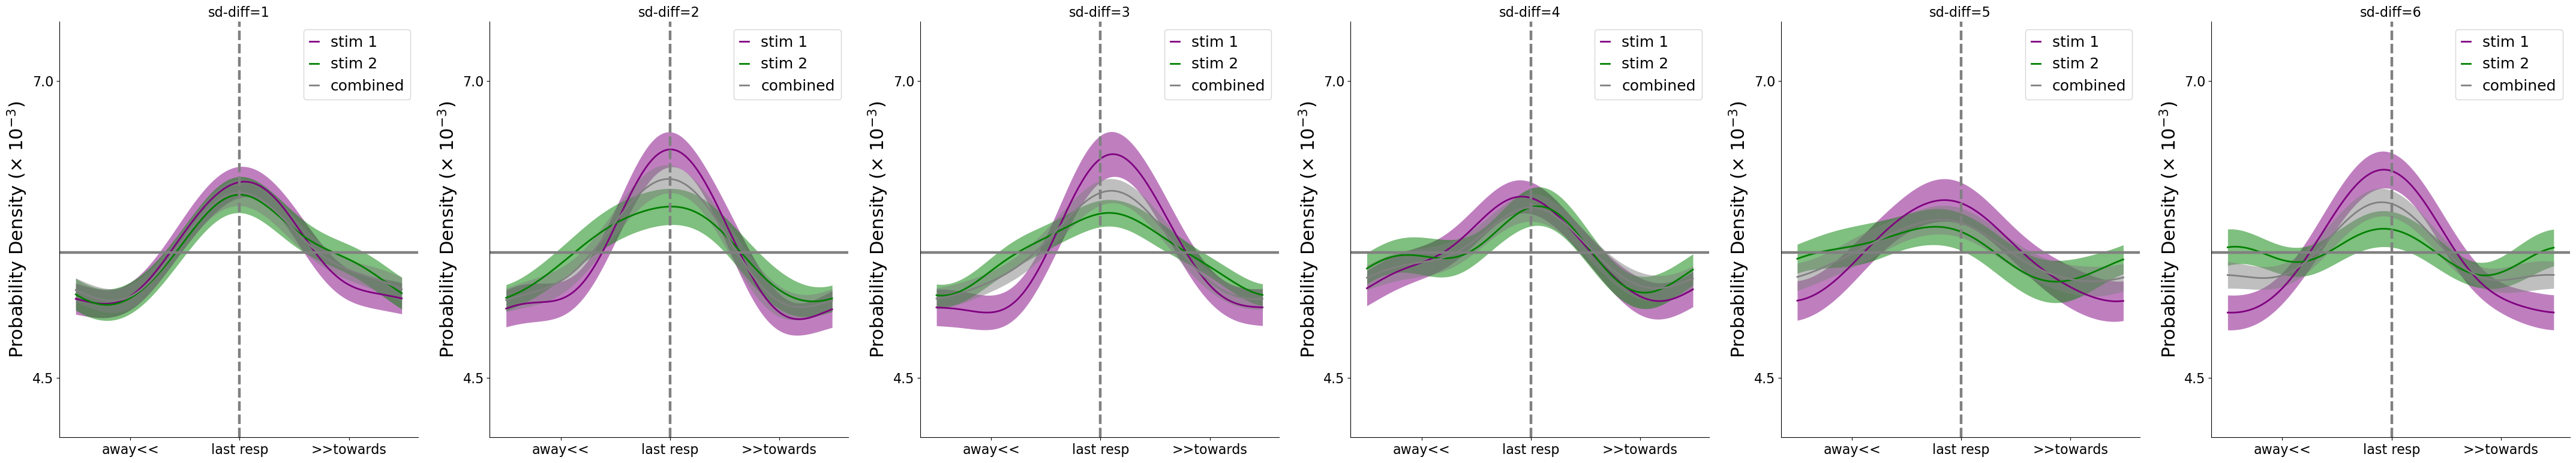 sd-diff=1
Probability Density (× 10⁻³)
7.0
4.5
stim 1
stim 2
combined
away<<
last resp
>>towards
sd-diff=2
Probability Density (× 10⁻³)
7.0
4.5
stim 1
stim 2
combined
away<<
last resp
>>towards
sd-diff=3
Probability Density (× 10⁻³)
7.0
4.5
stim 1
stim 2
combined
away<<
last resp
>>towards
sd-diff=4
Probability Density (× 10⁻³)
7.0
4.5
stim 1
stim 2
combined
away<<
last resp
>>towards
sd-diff=5
Probability Density (× 10⁻³)
7.0
4.5
stim 1
stim 2
combined
away<<
last resp
>>towards
sd-diff=6
Probability Density (× 10⁻³)
7.0
4.5
stim 1
stim 2
combined
away<<
last resp
>>towards